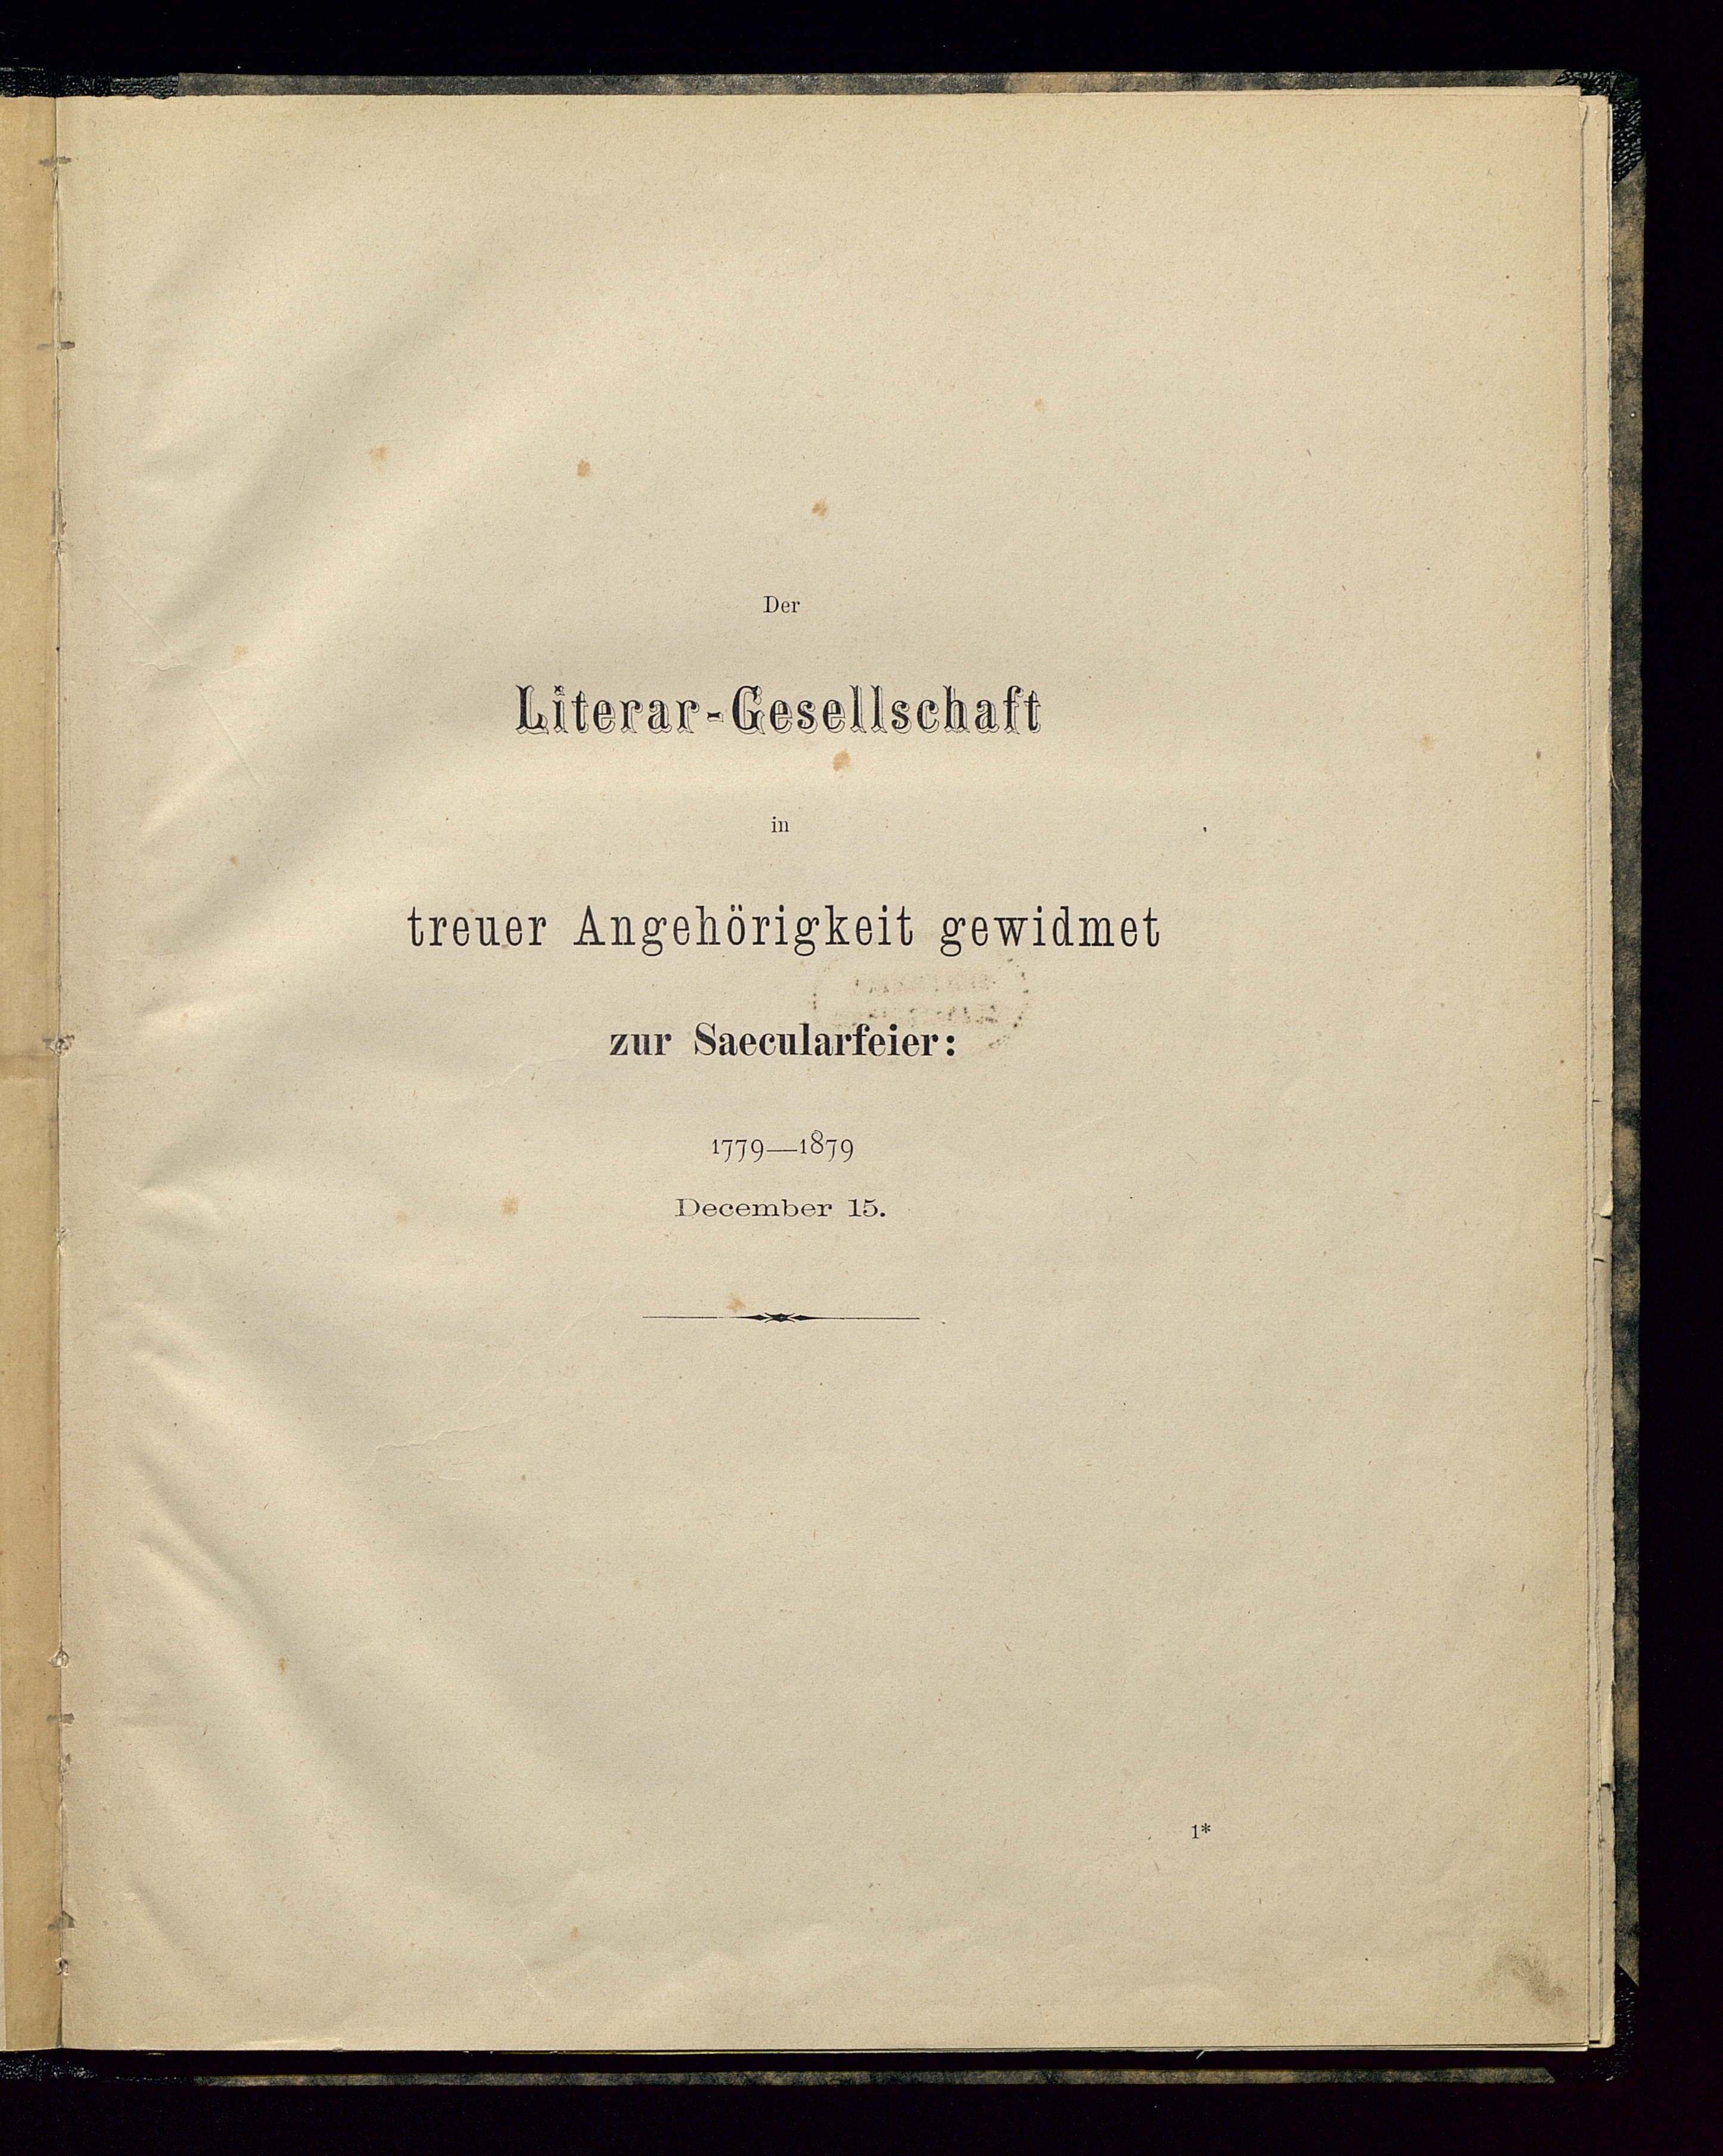 Der
Literar-Gesellschaft
in
treuer Angehörigkeit gewidmet
zur Saecularfeier:
1779—1879
December 15.
1*